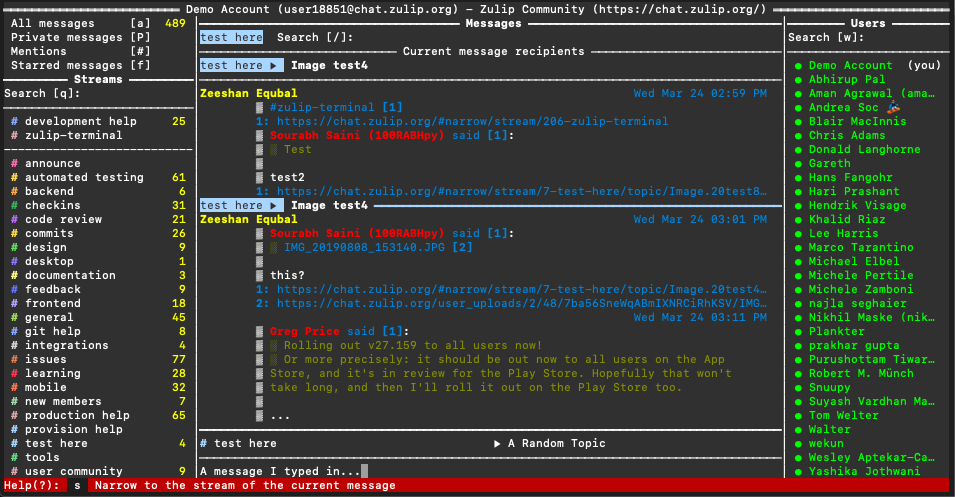 Demo Account (user18851@chat.zulip.org) — Zulip Community (https://chat.zulip.org/)
All messages [a] 489
Private messages [P]
Mentions [#]
Starred messages [f]
Streams
Search [q]:
# development help 25
# zulip-terminal
# announce
# automated testing 61
# backend 6
# checkins 31
# code review 21
# commits 26
# design 9
# desktop 1
# documentation 3
# feedback 9
# frontend 18
# general 45
# git help 8
# integrations 4
# issues 77
# learning 28
# mobile 32
# new members 7
# production help 65
# provision help
# test here 4
# tools
# user community 9
Messages
test here Search [/]:
Current message recipients
test here ▶ Image test4
Zeeshan Equbal Wed Mar 24 02:59 PM
#zulip-terminal [1]
1: https://chat.zulip.org/#narrow/stream/206-zulip-terminal
Sourabh Saini (100RABHpy) said [1]:
Test
test2
1: https://chat.zulip.org/#narrow/stream/7-test-here/topic/Image.20test8…
test here ▶ Image test4
Zeeshan Equbal Wed Mar 24 03:01 PM
Sourabh Saini (100RABHpy) said [1]:
IMG_20190808_153140.JPG [2]
this?
1: https://chat.zulip.org/#narrow/stream/7-test-here/topic/Image.20test4…
2: https://chat.zulip.org/user_uploads/2/48/7ba56SneWqABmIXNRCiRhKSV/IMG…
Wed Mar 24 03:11 PM
Greg Price said [1]:
Rolling out v27.159 to all users now!
Or more precisely: it should be out now to all users on the App
Store, and it's in review for the Play Store. Hopefully that won't
take long, and then I'll roll it out on the Play Store too.
...
# test here ▶ A Random Topic
A message I typed in...
Users
Search [w]:
Demo Account (you)
Abhirup Pal
Aman Agrawal (ama…
Andrea Soc
Blair MacInnis
Chris Adams
Donald Langhorne
Gareth
Hans Fangohr
Hari Prashant
Hendrik Visage
Khalid Riaz
Lee Harris
Marco Tarantino
Michael Elbel
Michele Pertile
Michele Zamboni
najla seghaier
Nikhil Maske (nik…
Plankter
prakhar gupta
Purushottam Tiwar…
Robert M. Münch
Snuupy
Suyash Vardhan Ma…
Tom Welter
Walter
wekun
Wesley Aptekar-Ca…
Yashika Jothwani
Help(?): s Narrow to the stream of the current message